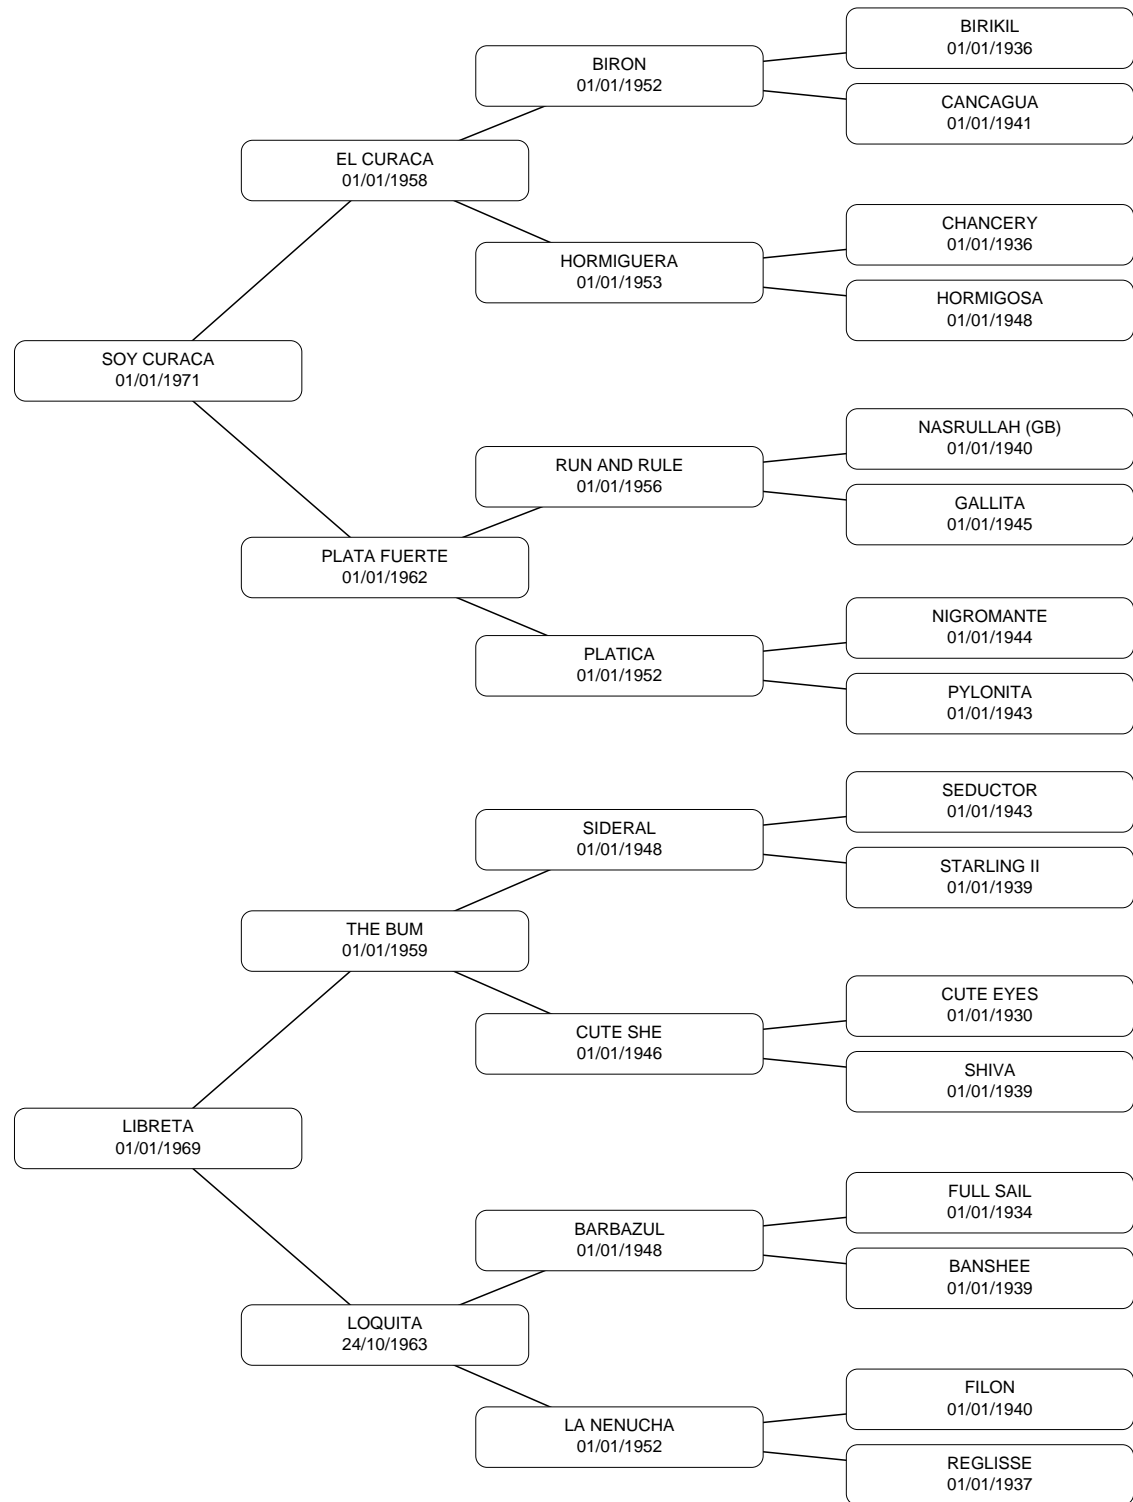 BIRIKIL
01/01/1936
BIRON
01/01/1952
CANCAGUA
01/01/1941
EL CURACA
01/01/1958
CHANCERY
01/01/1936
HORMIGUERA
01/01/1953
HORMIGOSA
01/01/1948
SOY CURACA
01/01/1971
NASRULLAH (GB)
01/01/1940
RUN AND RULE
01/01/1956
GALLITA
01/01/1945
PLATA FUERTE
01/01/1962
NIGROMANTE
01/01/1944
PLATICA
01/01/1952
PYLONITA
01/01/1943
SEDUCTOR
01/01/1943
SIDERAL
01/01/1948
STARLING II
01/01/1939
THE BUM
01/01/1959
CUTE EYES
01/01/1930
CUTE SHE
01/01/1946
SHIVA
01/01/1939
LIBRETA
01/01/1969
FULL SAIL
01/01/1934
BARBAZUL
01/01/1948
BANSHEE
01/01/1939
LOQUITA
24/10/1963
FILON
01/01/1940
LA NENUCHA
01/01/1952
REGLISSE
01/01/1937